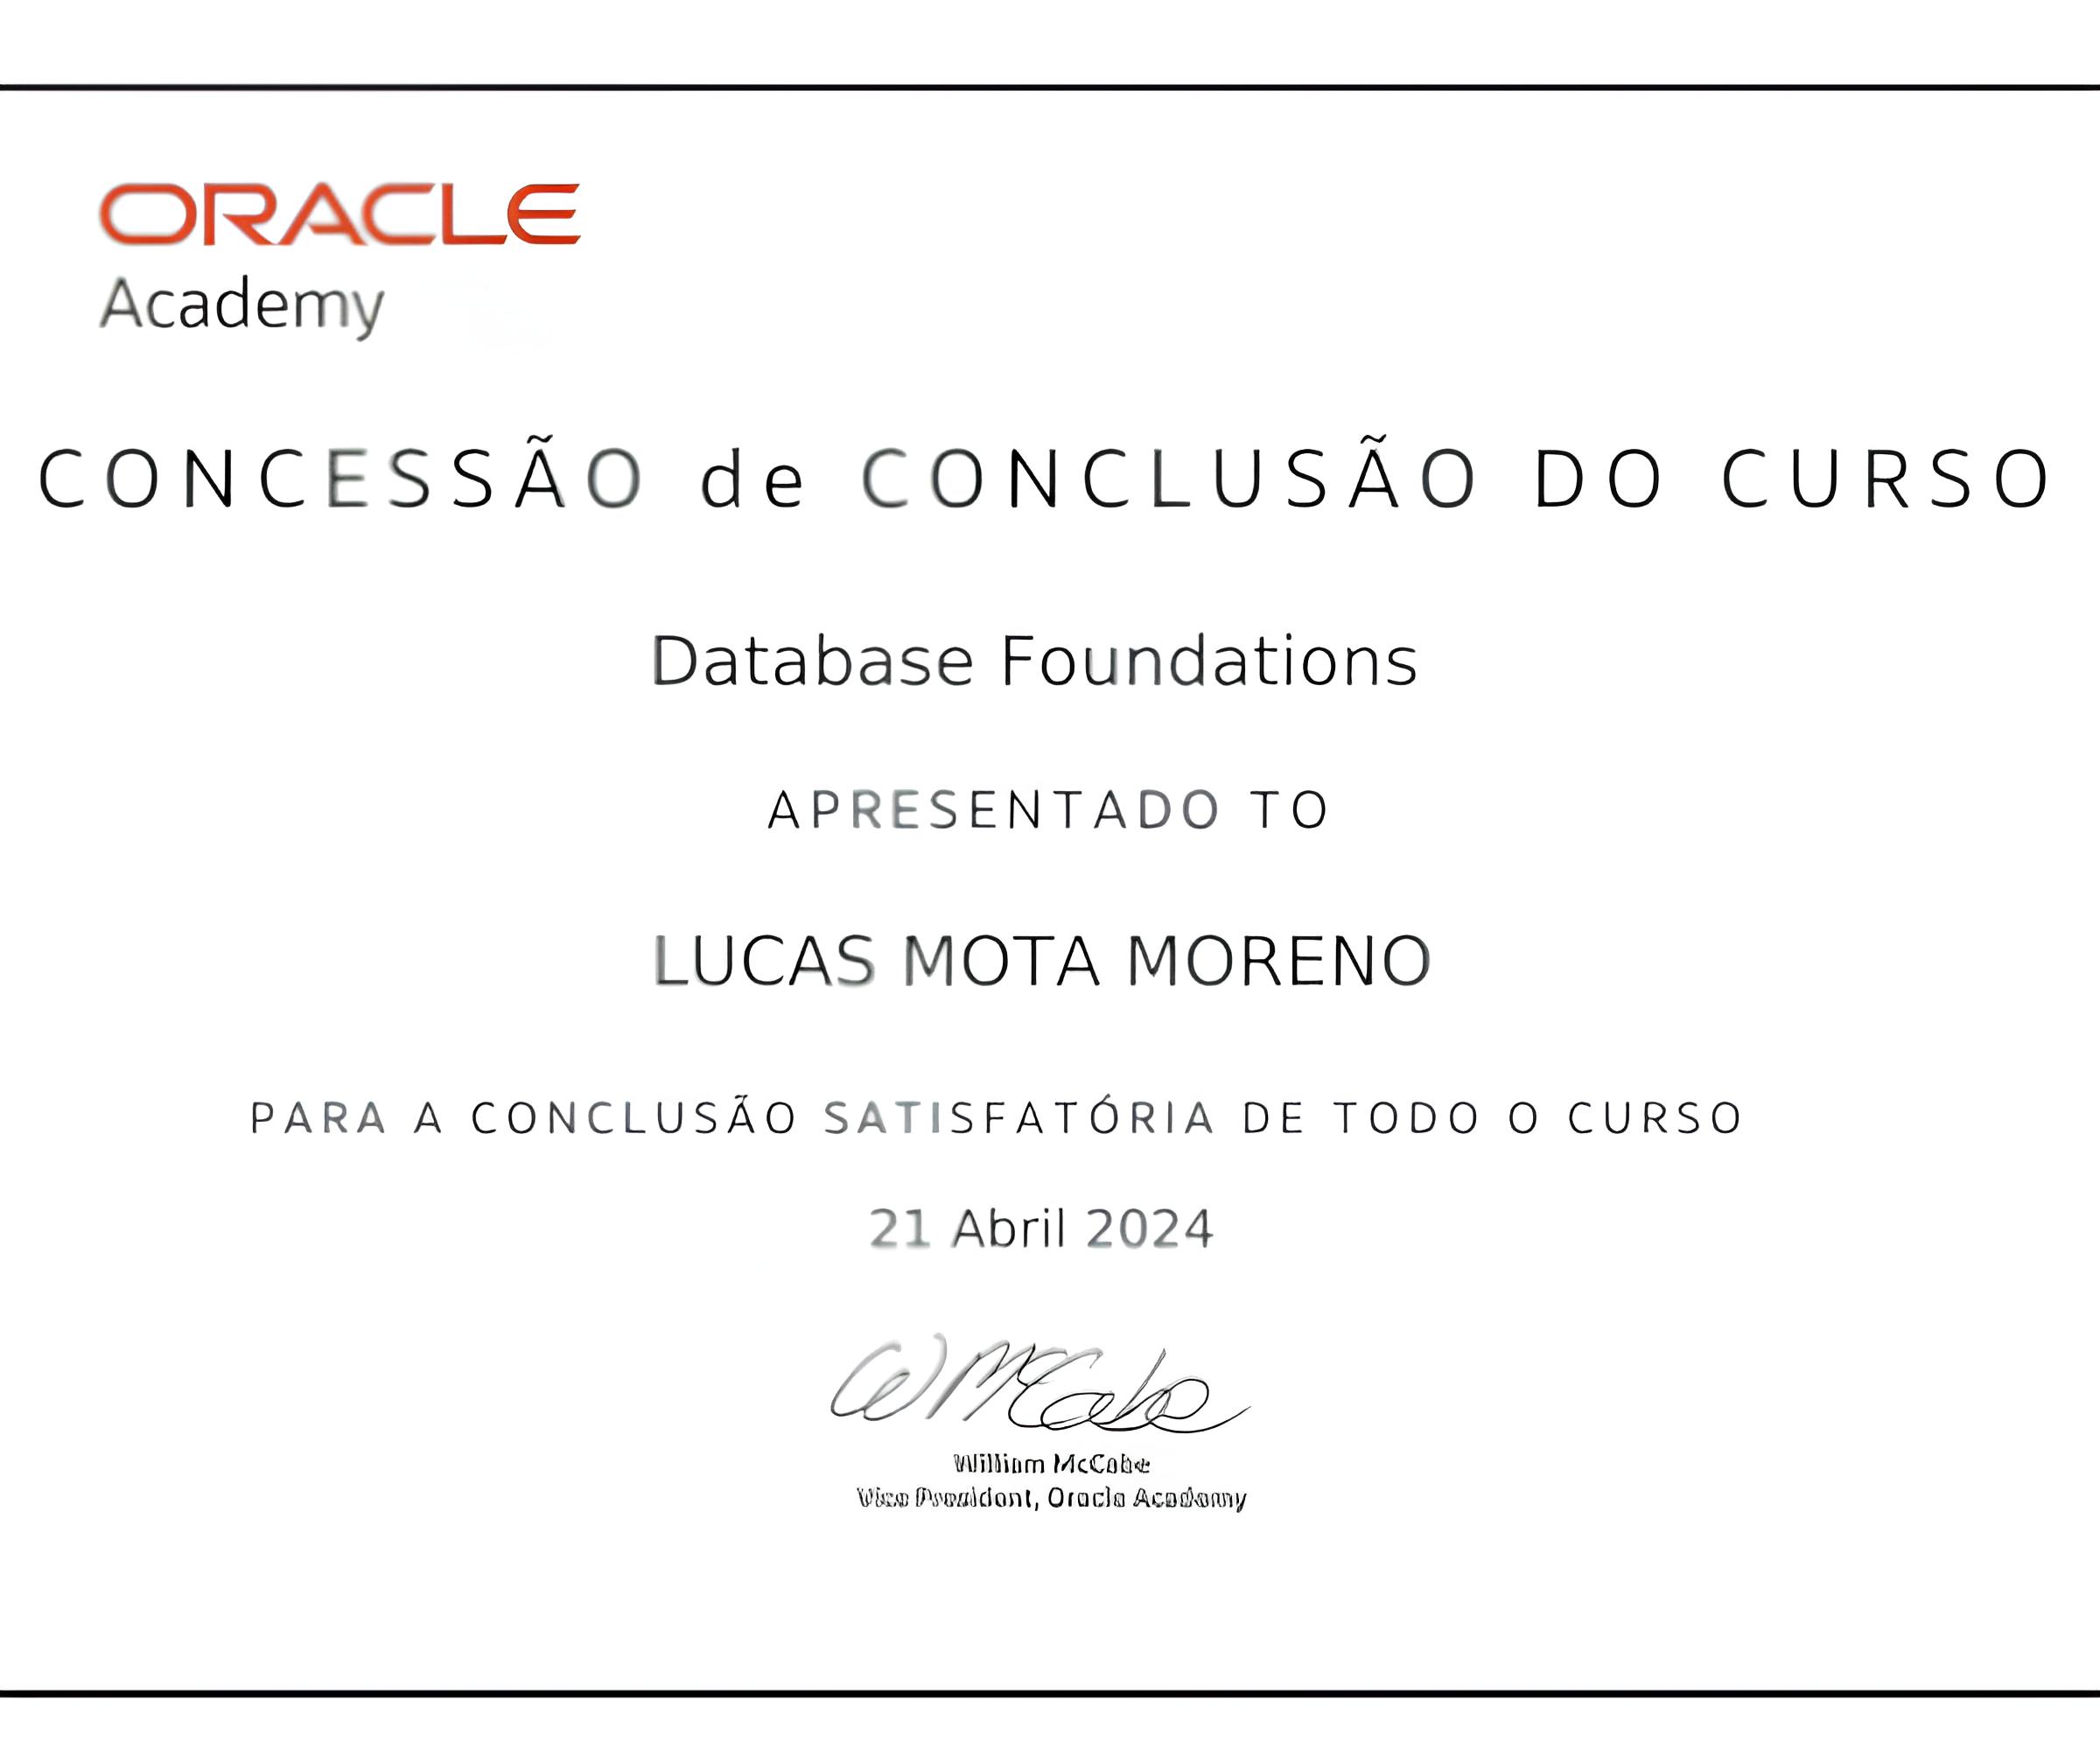 ORACLE
Academy
CONCESSÃO de CONCLUSÃO DO CURSO
Database Foundations
APRESENTADO TO
LUCAS MOTA MORENO
PARA A CONCLUSÃO SATISFATÓRIA DE TODO O CURSO
21 Abril 2024
W McCabe
William McCabe
Vice President, Oracle Academy